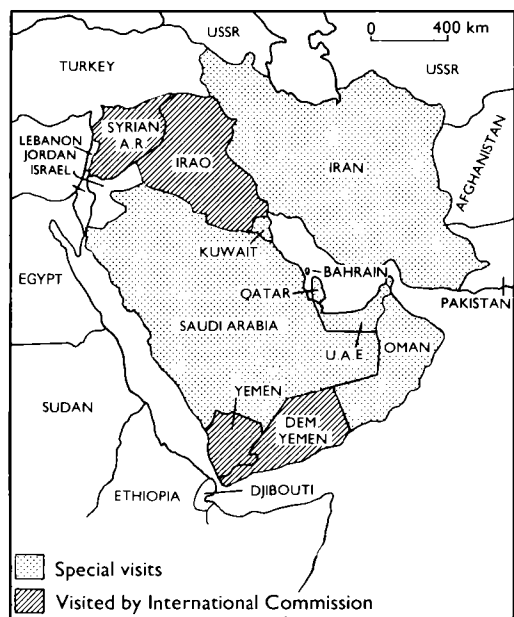 USSR
0 400 km
TURKEY
USSR
SYRIAN
A.R.
LEBANON
JORDAN
ISRAEL
IRAO
IRAN
AFGHANISTAN
KUWAIT
BAHRAIN
EGYPT
QATAR
PAKISTAN
SAUDI ARABIA
U.A.E.
OMAN
SUDAN
YEMEN
DEM
YEMEN
ETHIOPIA
DJIBOUTI
Special visits
Visited by International Commission